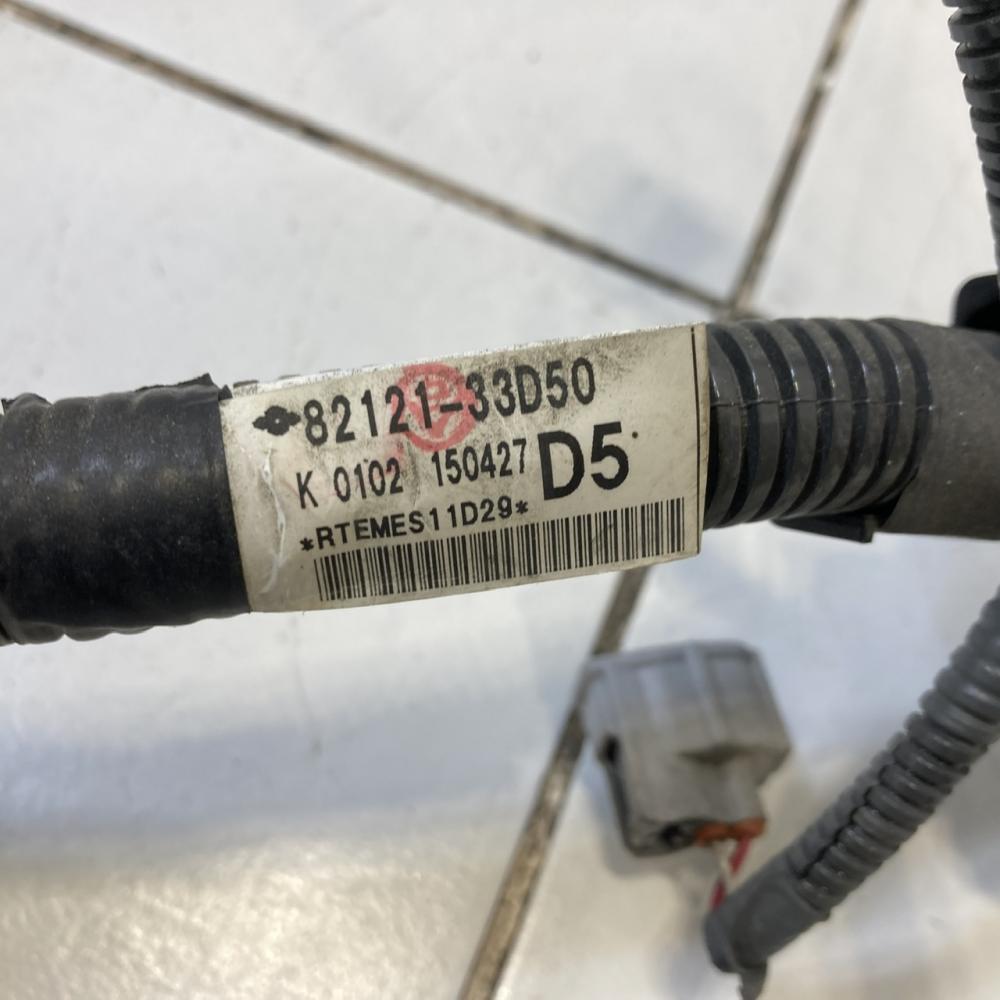 82121-33D50
K 0102 150427 D5
*RTEMES11D29*